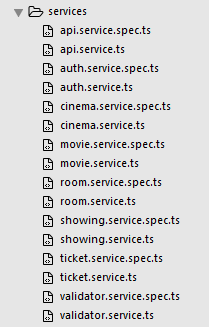 services
api.service.spec.ts
api.service.ts
auth.service.spec.ts
auth.service.ts
cinema.service.spec.ts
cinema.service.ts
movie.service.spec.ts
movie.service.ts
room.service.spec.ts
room.service.ts
showing.service.spec.ts
showing.service.ts
ticket.service.spec.ts
ticket.service.ts
validator.service.spec.ts
validator.service.ts